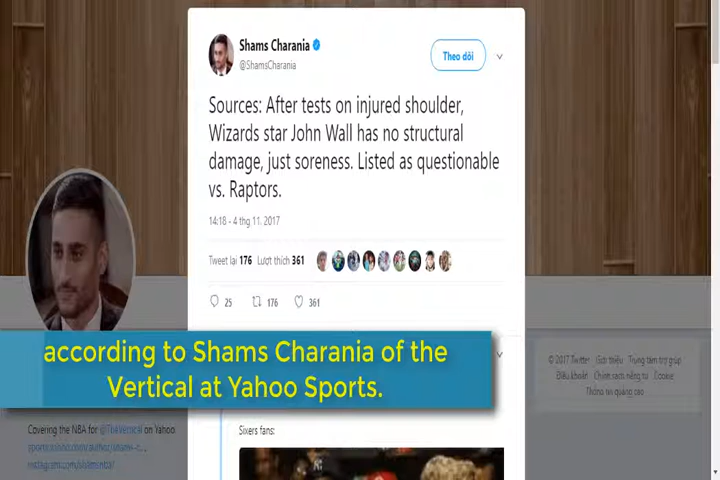 Shams Charania
@ShamsCharania
Theo dõi
Sources: After tests on injured shoulder,
Wizards star John Wall has no structural
damage, just soreness. Listed as questionable
vs. Raptors.
14:18 - 4 thg 11, 2017
Tweet lại 176 Lượt thích 361
25 176 361
according to Shams Charania of the
Vertical at Yahoo Sports.
© 2017 Twitter Giới thiệu Trung tâm trợ giúp
Điều khoản Chính sách riêng tư Cookie
Thông tin quảng cáo
Covering the NBA for @TheVertical on Yahoo
Sixers fans: